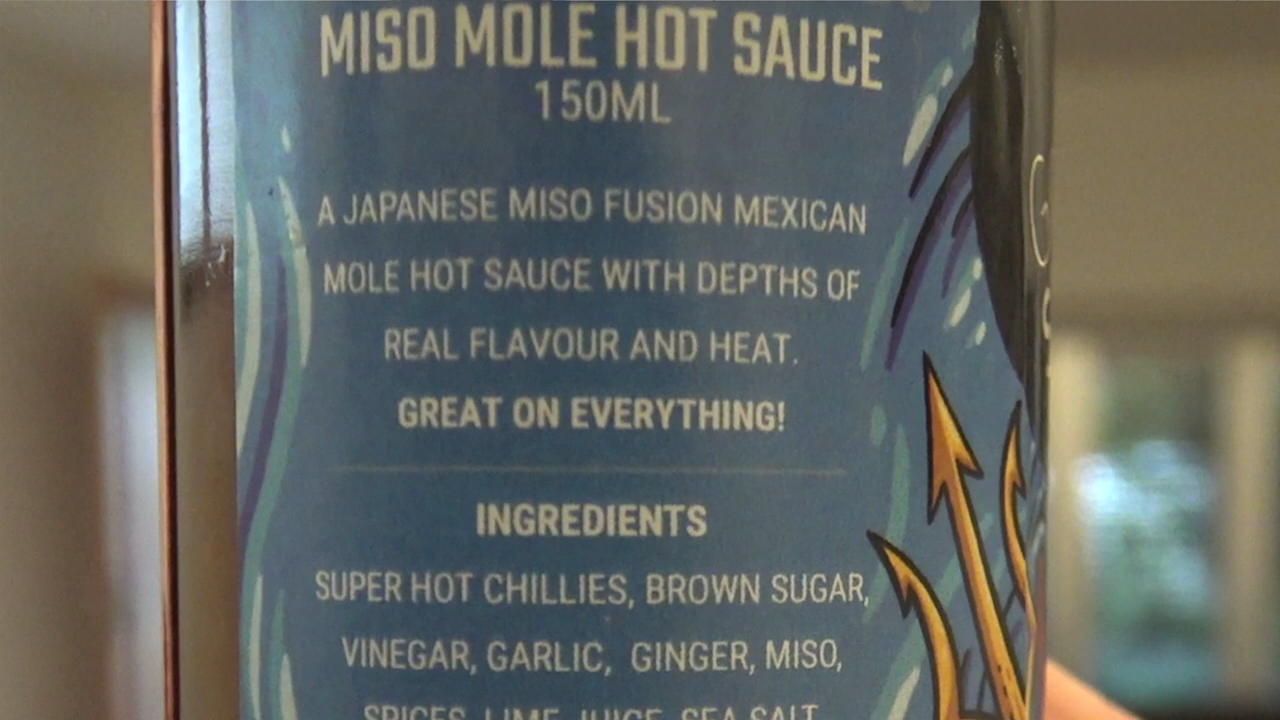 MISO MOLE HOT SAUCE
150ML
A JAPANESE MISO FUSION MEXICAN
MOLE HOT SAUCE WITH DEPTHS OF
REAL FLAVOUR AND HEAT.
GREAT ON EVERYTHING!
INGREDIENTS
SUPER HOT CHILLIES, BROWN SUGAR,
VINEGAR, GARLIC, GINGER, MISO,
SPICES, LIME JUICE, SEA SALT